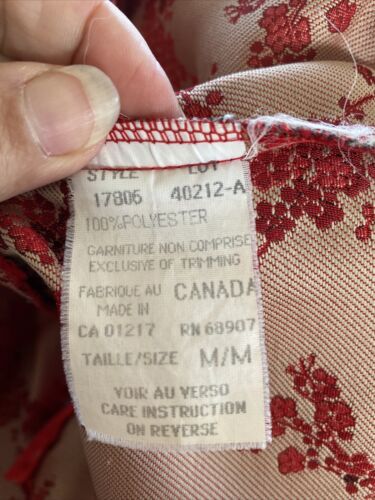 STYLE LOT
17806 40212-A
100%POLYESTER
GARNITURE NON COMPRISE
EXCLUSIVE OF TRIMMING
FABRIQUE AU CANADA
MADE IN
CA 01217 RN 68907
TAILLE/SIZE M/M
VOIR AU VERSO
CARE INSTRUCTION
ON REVERSE